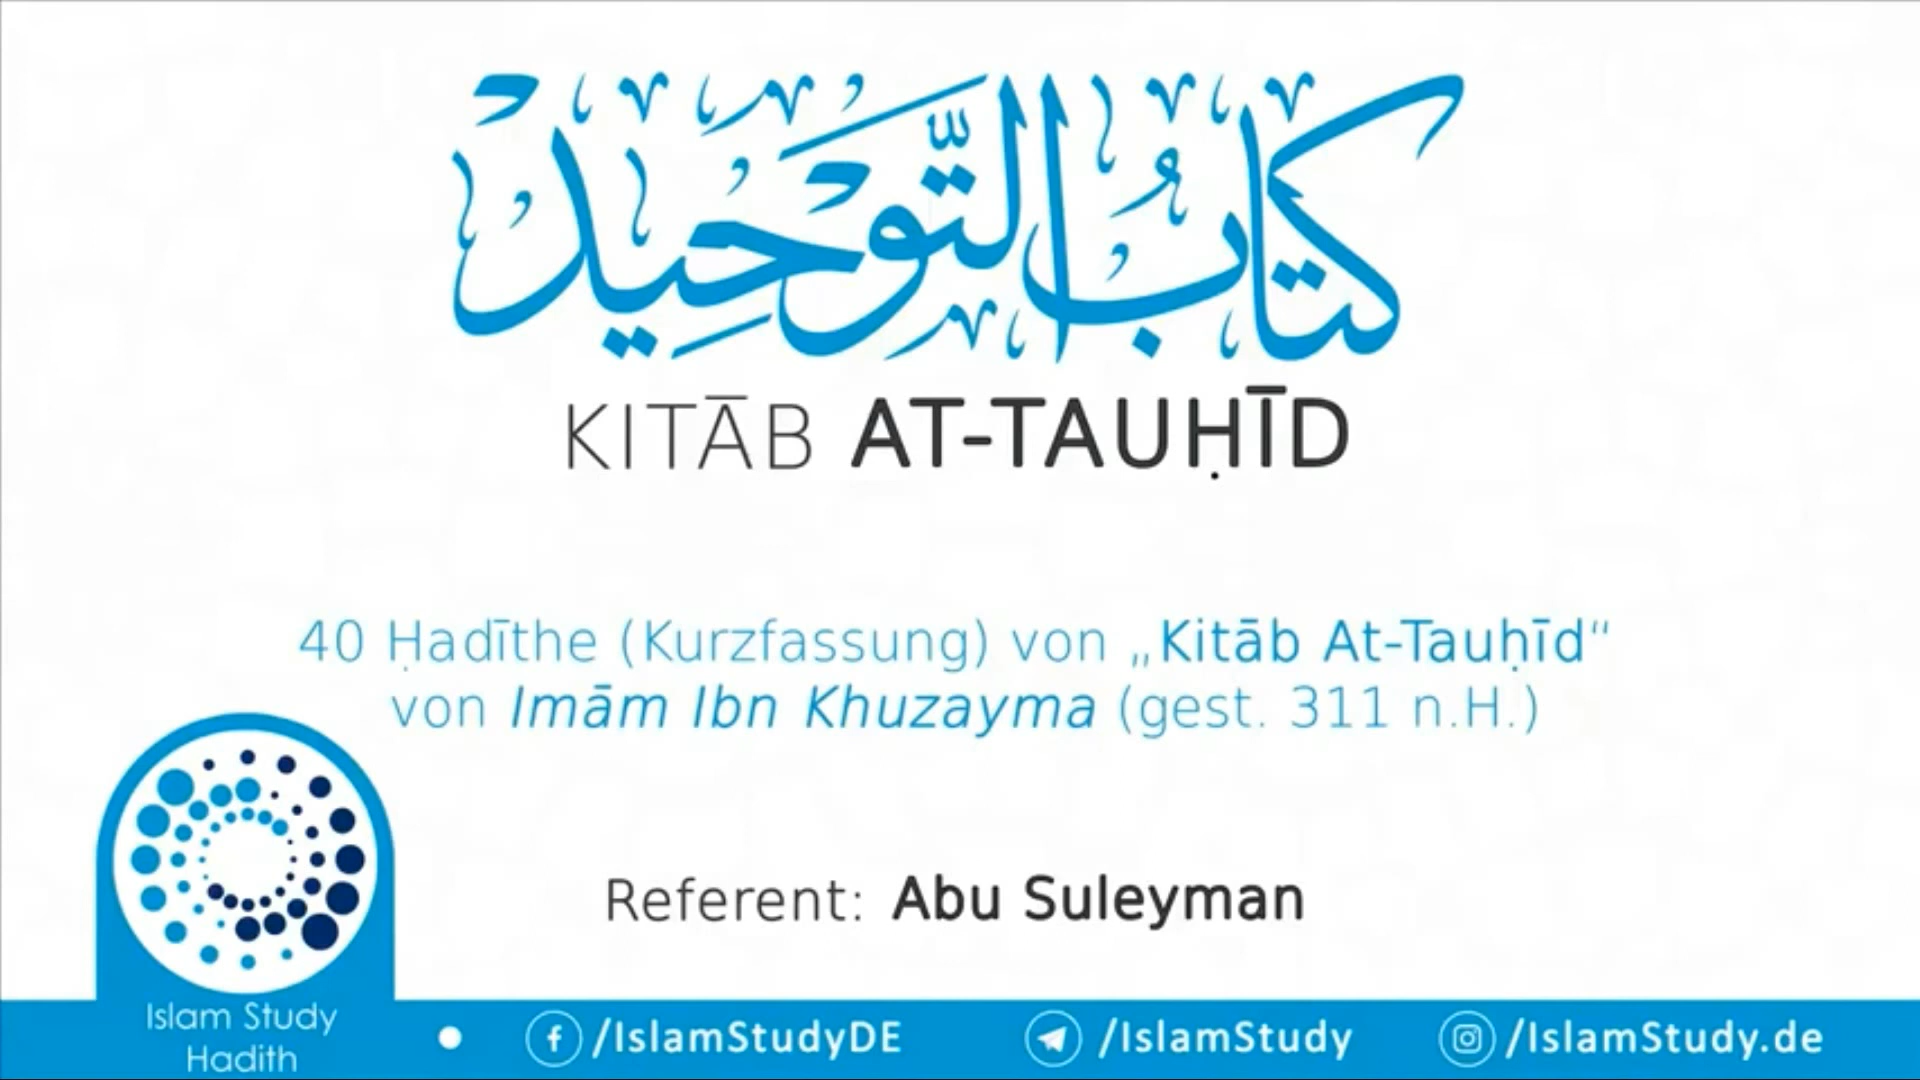 كتابُ التَّوحِيدْ
KITĀB AT-TAUḤĪD
40 Ḥadīthe (Kurzfassung) von „Kitāb At-Tauḥīd“
von Imām Ibn Khuzayma (gest. 311 n.H.)
Referent: Abu Suleyman
Islam Study
Hadith
/IslamStudyDE
/IslamStudy
/IslamStudy.de